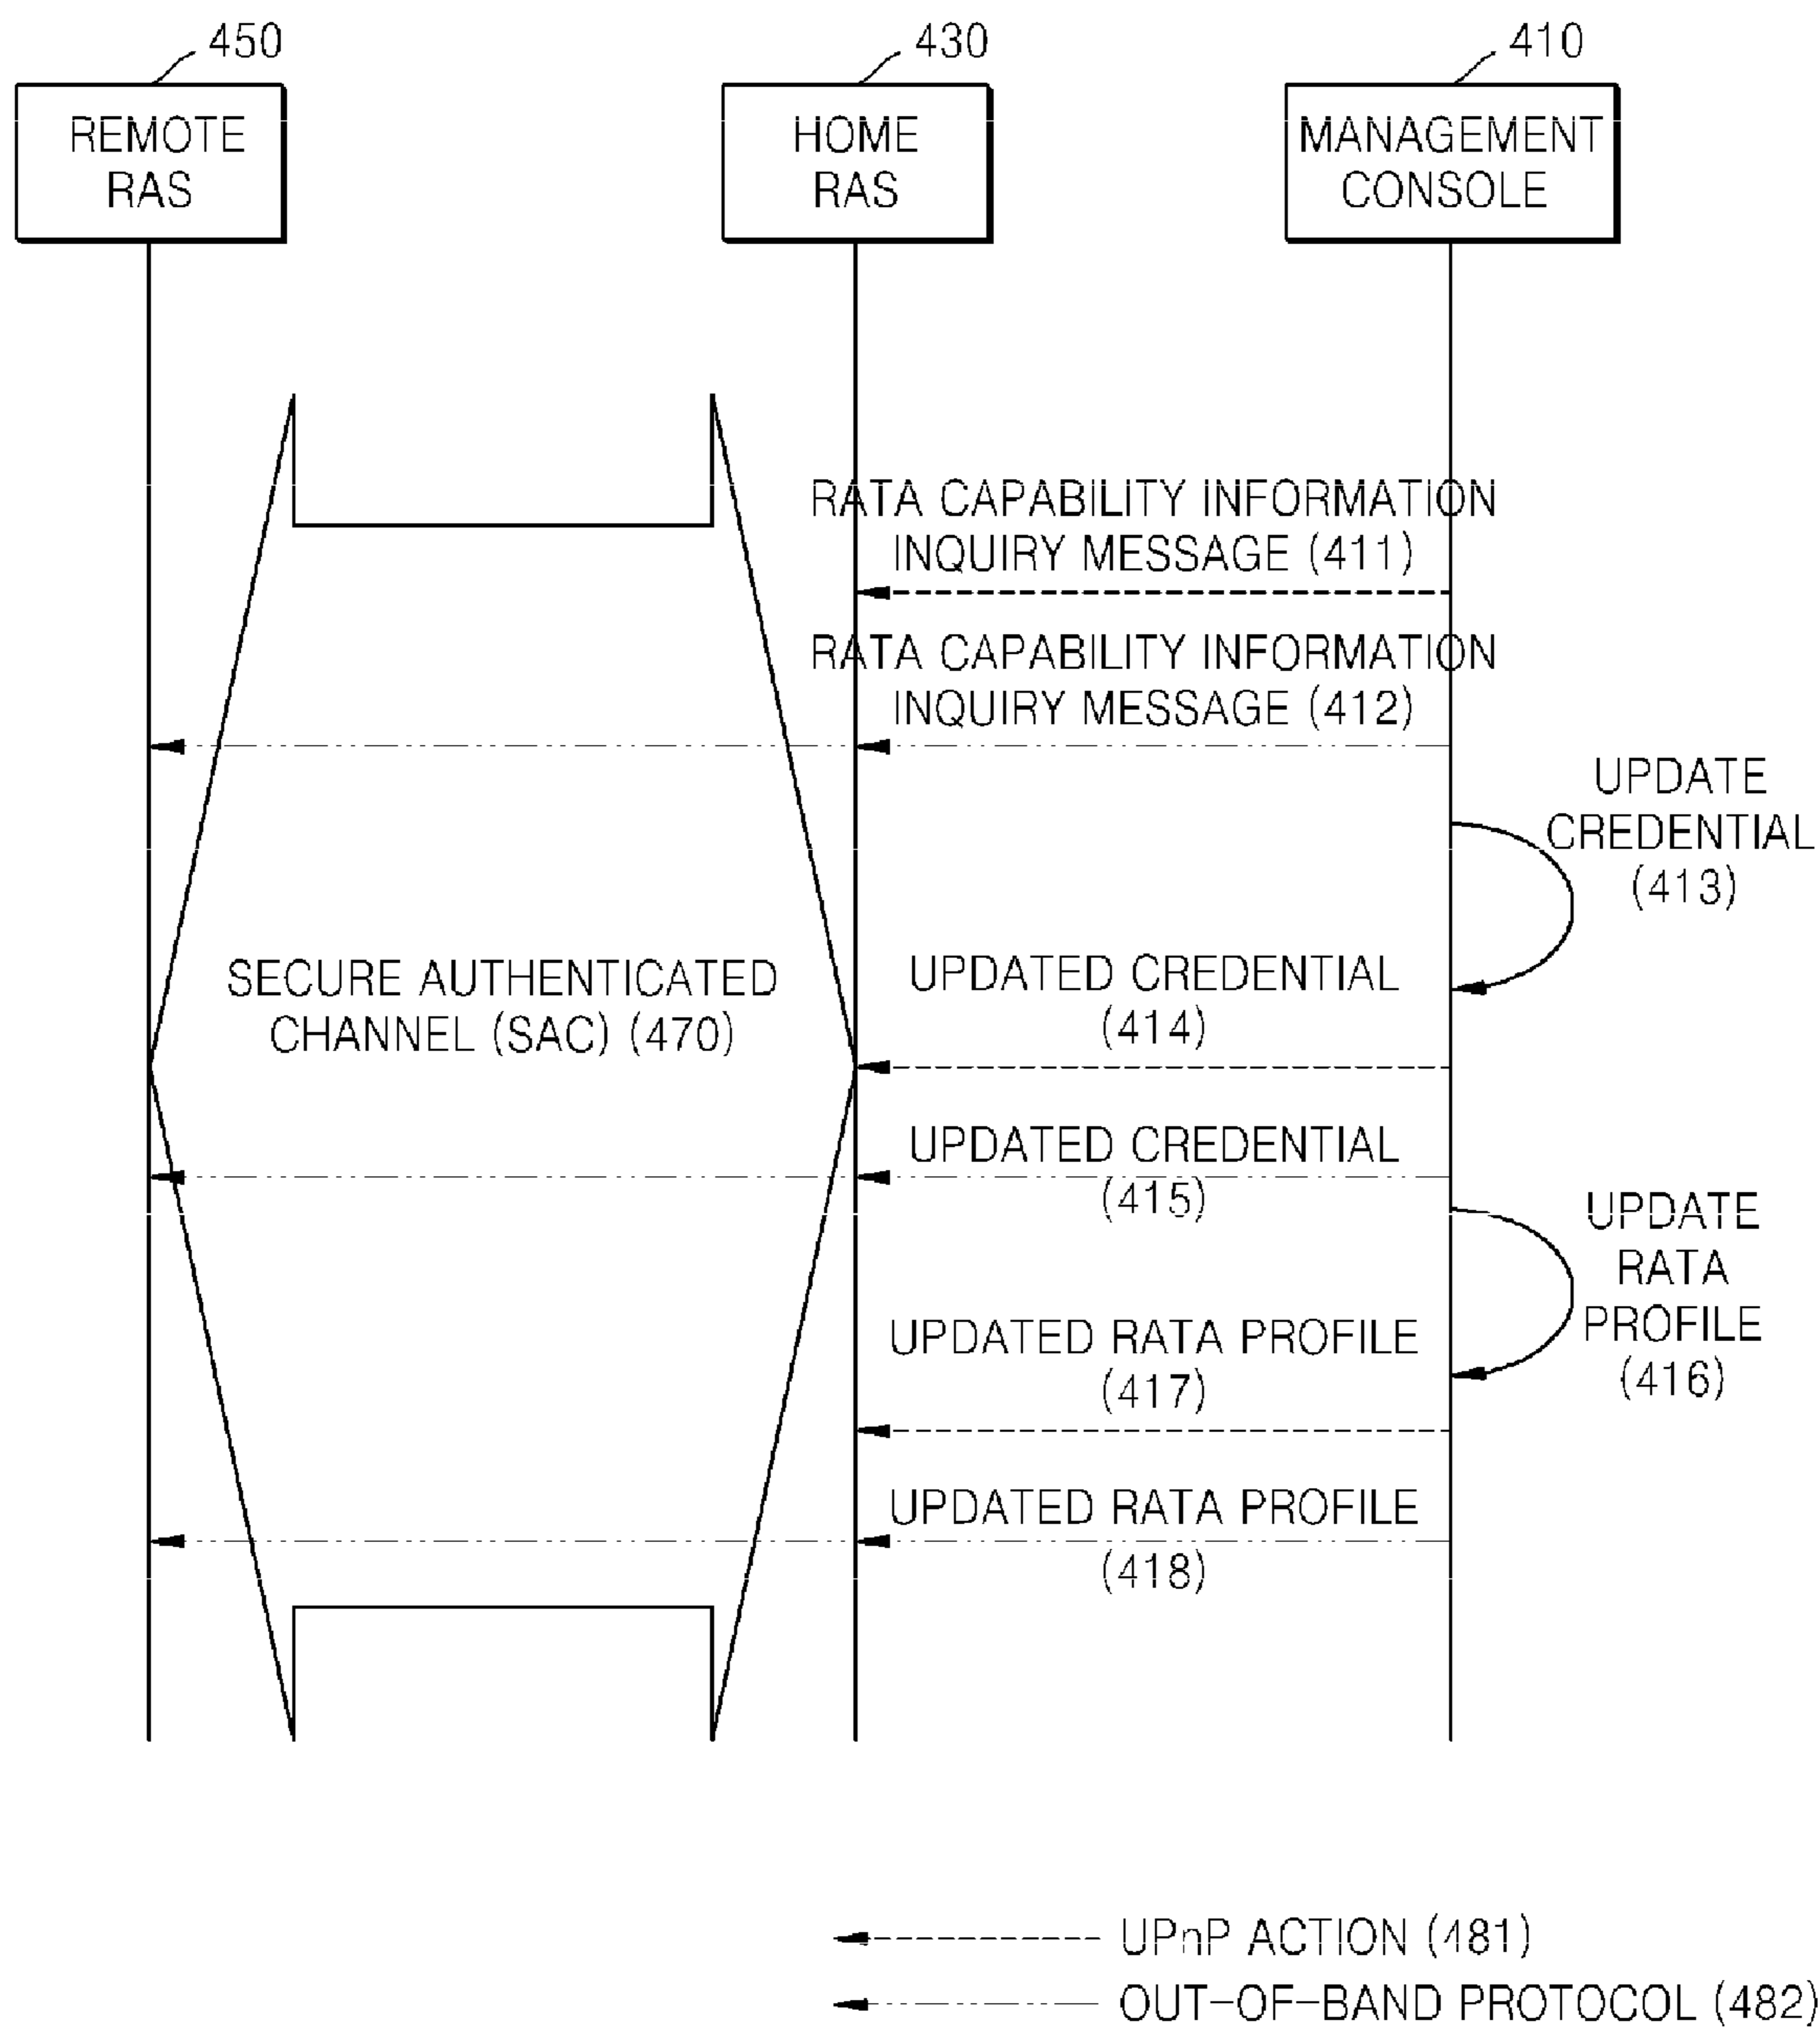 450
430
410
REMOTE
RAS
HOME
RAS
MANAGEMENT
CONSOLE
RATA CAPABILITY INFORMATION
INQUIRY MESSAGE (411)
RATA CAPABILITY INFORMATION
INQUIRY MESSAGE (412)
UPDATE
CREDENTIAL
(413)
SECURE AUTHENTICATED
CHANNEL (SAC) (470)
UPDATED CREDENTIAL
(414)
UPDATED CREDENTIAL
(415)
UPDATE
RATA
PROFILE
(416)
UPDATED RATA PROFILE
(417)
UPDATED RATA PROFILE
(418)
UPnP ACTION (481)
OUT-OF-BAND PROTOCOL (482)